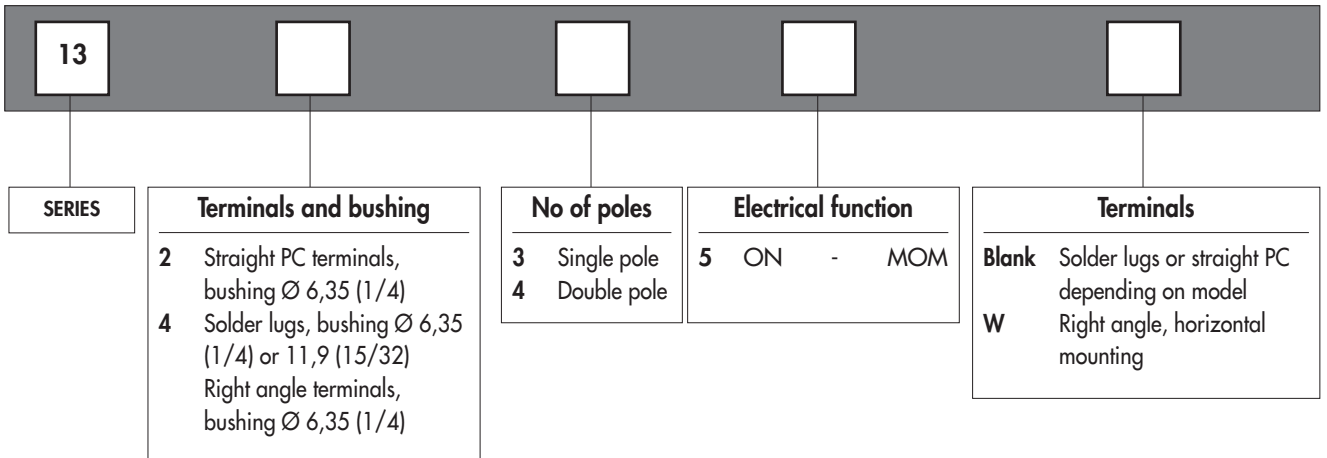 13
SERIES
Terminals and bushing
2 Straight PC terminals,
bushing Ø 6,35 (1/4)
4 Solder lugs, bushing Ø 6,35
(1/4) or 11,9 (15/32)
Right angle terminals,
bushing Ø 6,35 (1/4)
No of poles
3 Single pole
4 Double pole
Electrical function
5 ON - MOM
Terminals
Blank Solder lugs or straight PC
depending on model
W Right angle, horizontal
mounting